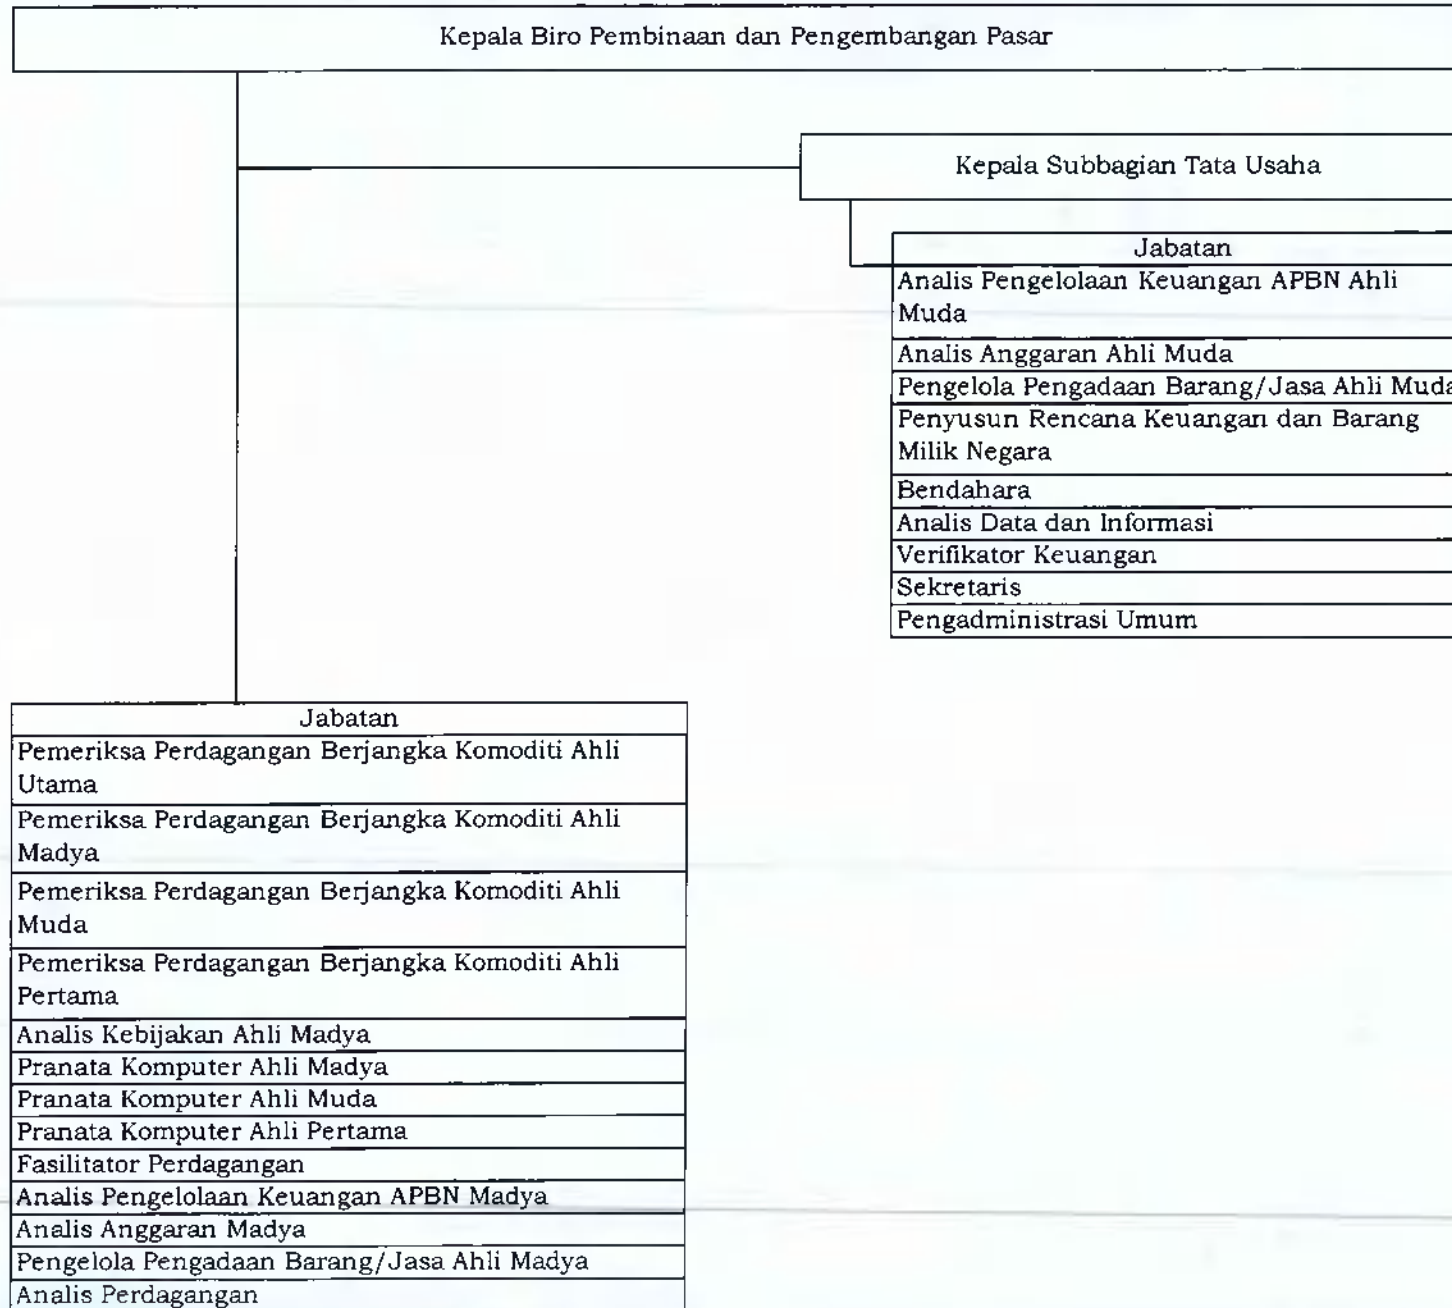 Kepala Biro Pembinaan dan Pengembangan Pasar
Kepala Subbagian Tata Usaha
Jabatan
Analis Pengelolaan Keuangan APBN Ahli
Muda
Analis Anggaran Ahli Muda
Pengelola Pengadaan Barang/Jasa Ahli Muda
Penyusun Rencana Keuangan dan Barang
Milik Negara
Bendahara
Analis Data dan Informasi
Verifikator Keuangan
Sekretaris
Pengadministrasi Umum
Jabatan
Pemeriksa Perdagangan Berjangka Komoditi Ahli
Utama
Pemeriksa Perdagangan Berjangka Komoditi Ahli
Madya
Pemeriksa Perdagangan Berjangka Komoditi Ahli
Muda
Pemeriksa Perdagangan Berjangka Komoditi Ahli
Pertama
Analis Kebijakan Ahli Madya
Pranata Komputer Ahli Madya
Pranata Komputer Ahli Muda
Pranata Komputer Ahli Pertama
Fasilitator Perdagangan
Analis Pengelolaan Keuangan APBN Madya
Analis Anggaran Madya
Pengelola Pengadaan Barang/Jasa Ahli Madya
Analis Perdagangan